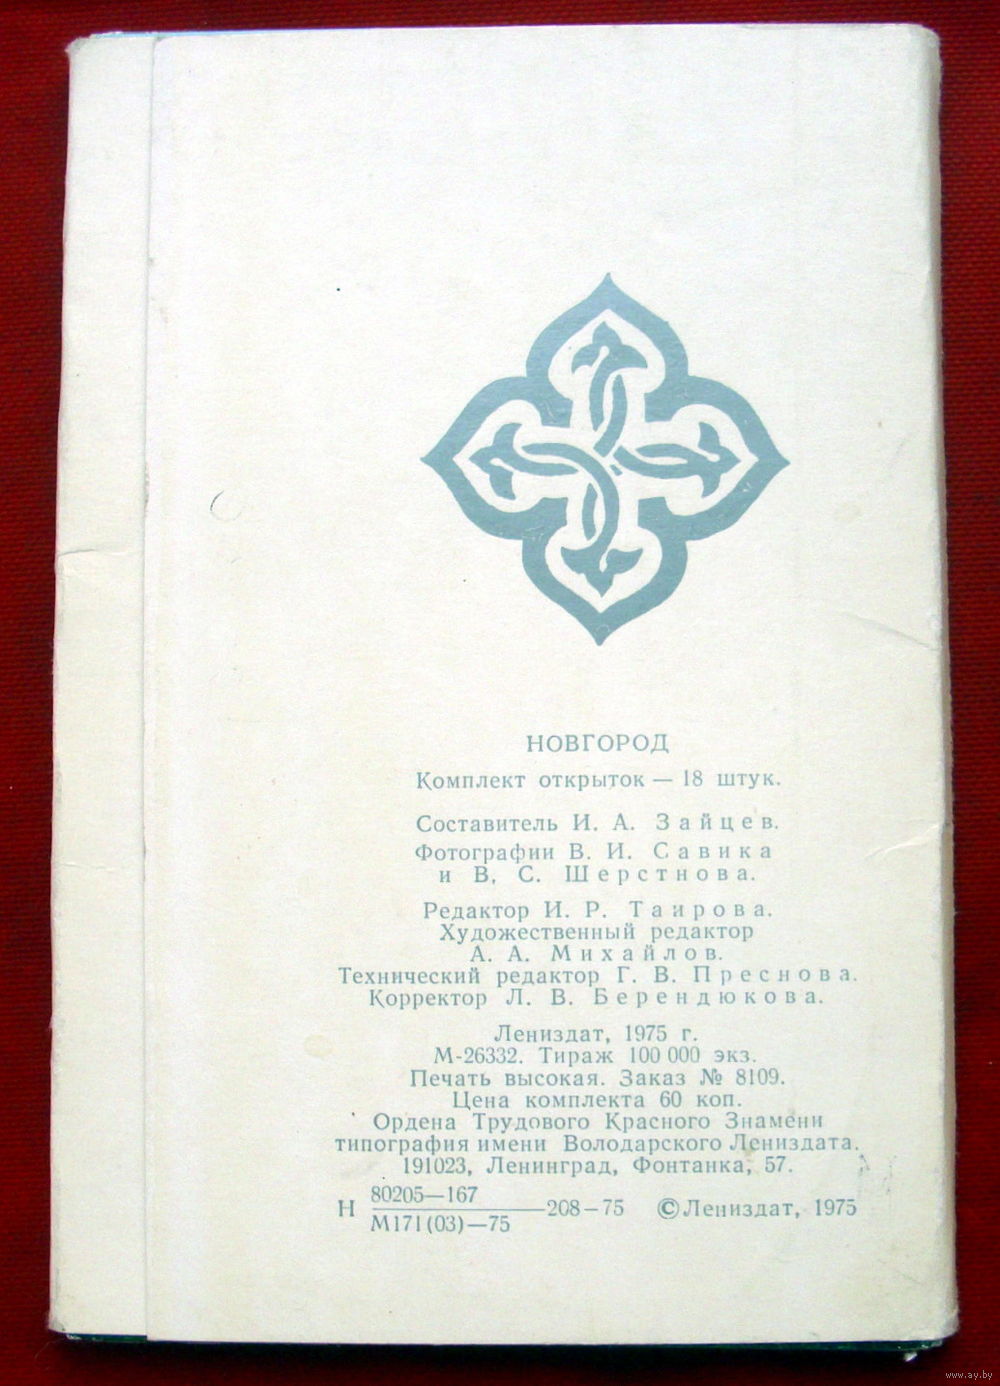 НОВГОРОД
Комплект открыток — 18 штук.
Составитель И. А. Зайцев.
Фотографии В. И. Савика
и В. С. Шерстнова.
Редактор И. Р. Таирова.
Художественный редактор
А. А. Михайлов.
Технический редактор Г. В. Преснова.
Корректор Л. В. Берендюкова.
Лениздат, 1975 г.
М-26332. Тираж 100 000 экз.
Печать высокая. Заказ № 8109.
Цена комплекта 60 коп.
Ордена Трудового Красного Знамени
типография имени Володарского Лениздата.
191023, Ленинград, Фонтанка, 57.
80205—167
Н ———208—75 © Лениздат, 1975
М171(03)—75
www.ay.by